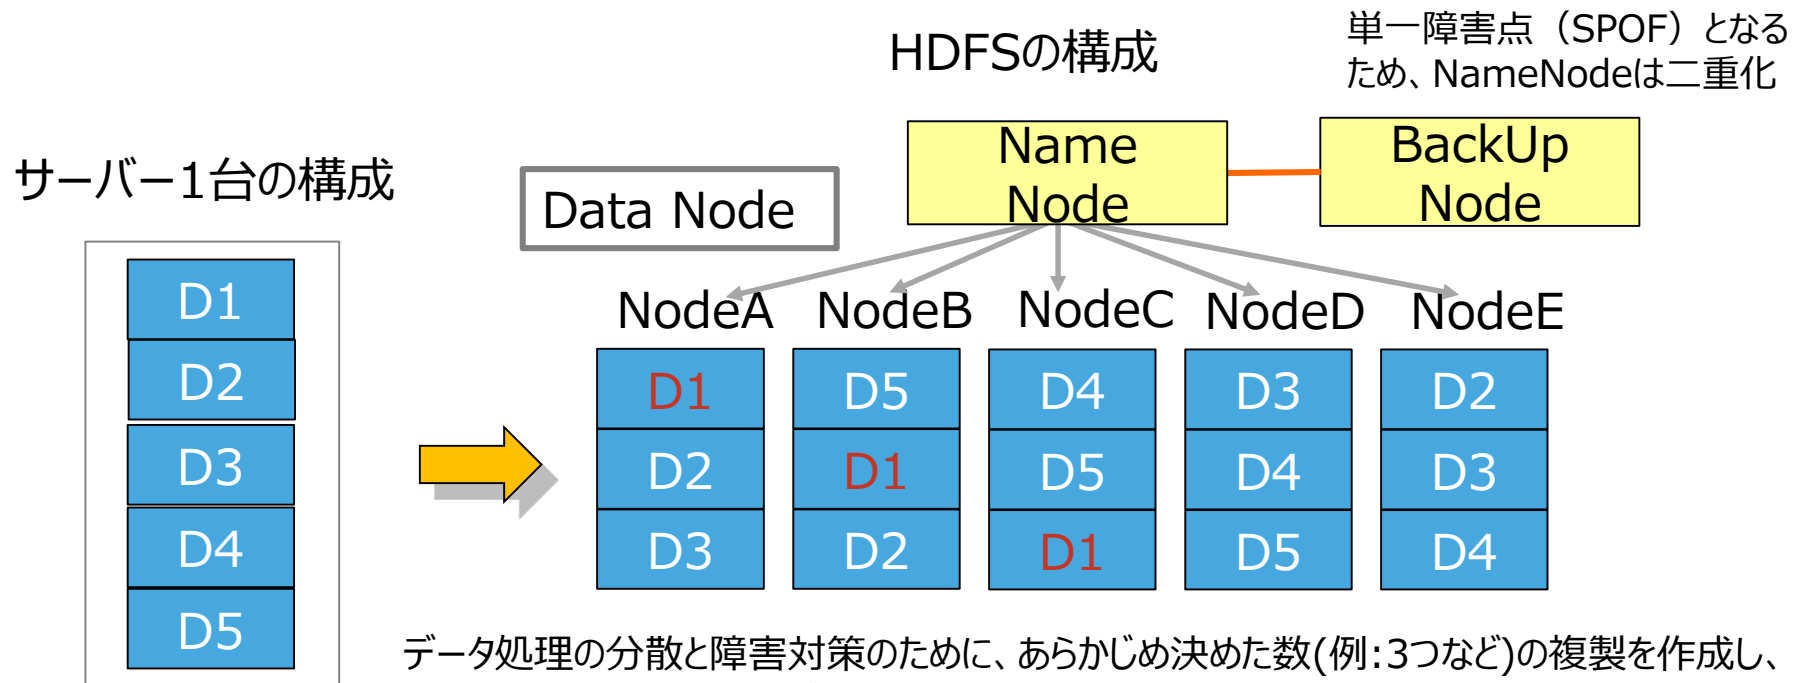 HDFSの構成
単一障害点（SPOF）となる
ため、NameNodeは二重化
サーバー1台の構成
Data Node
Name
Node
BackUp
Node
D1
D2
D3
D4
D5
NodeA NodeB NodeC NodeD NodeE
D1 D5 D4 D3 D2
D2 D1 D5 D4 D3
D3 D2 D1 D5 D4
データ処理の分散と障害対策のために、あらかじめ決めた数(例:3つなど)の複製を作成し、